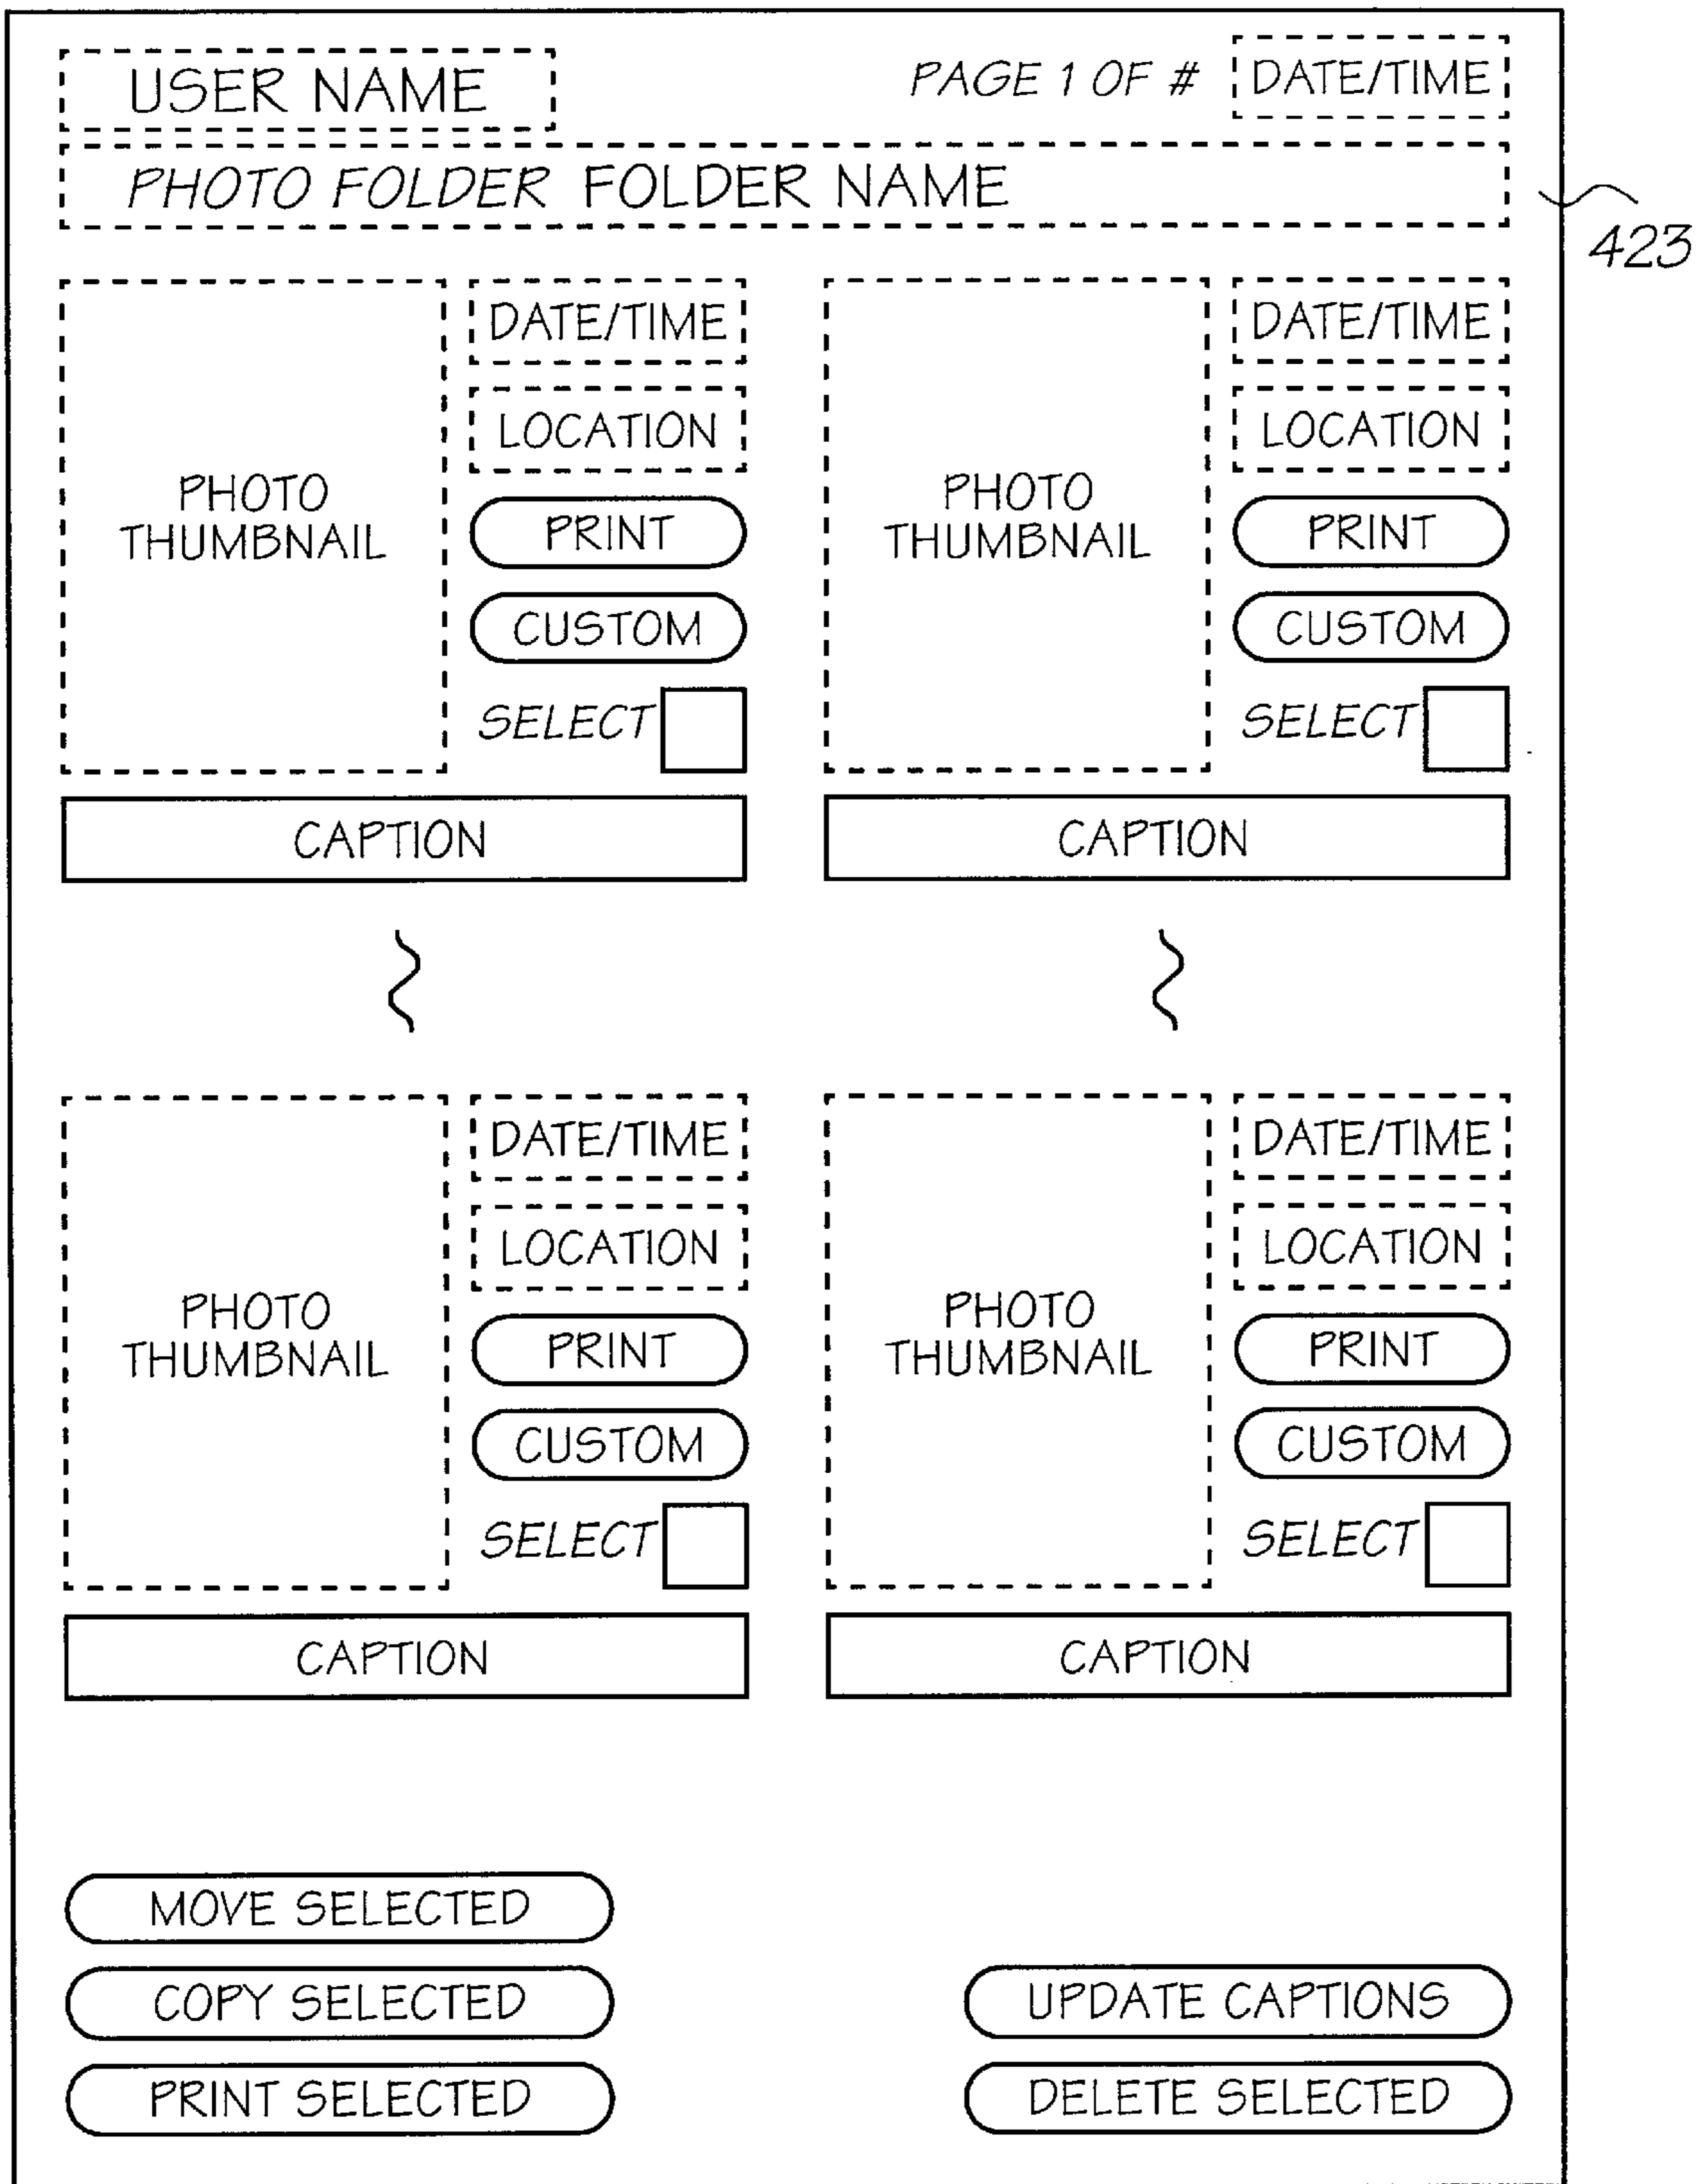 USER NAME
PAGE 1 OF #
DATE/TIME
PHOTO FOLDER FOLDER NAME
423
PHOTO
THUMBNAIL
DATE/TIME
LOCATION
PRINT
CUSTOM
SELECT
CAPTION
PHOTO
THUMBNAIL
DATE/TIME
LOCATION
PRINT
CUSTOM
SELECT
CAPTION
PHOTO
THUMBNAIL
DATE/TIME
LOCATION
PRINT
CUSTOM
SELECT
CAPTION
PHOTO
THUMBNAIL
DATE/TIME
LOCATION
PRINT
CUSTOM
SELECT
CAPTION
MOVE SELECTED
COPY SELECTED
PRINT SELECTED
UPDATE CAPTIONS
DELETE SELECTED